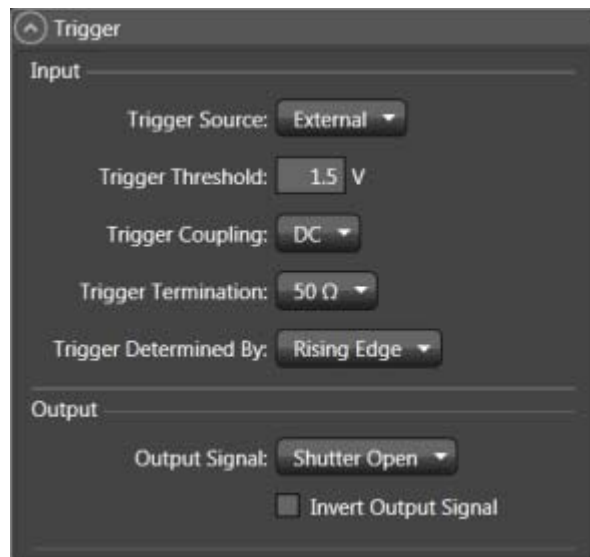 Trigger
Input
Trigger Source: External
Trigger Threshold: 1.5 V
Trigger Coupling: DC
Trigger Termination: 50 Ω
Trigger Determined By: Rising Edge
Output
Output Signal: Shutter Open
Invert Output Signal